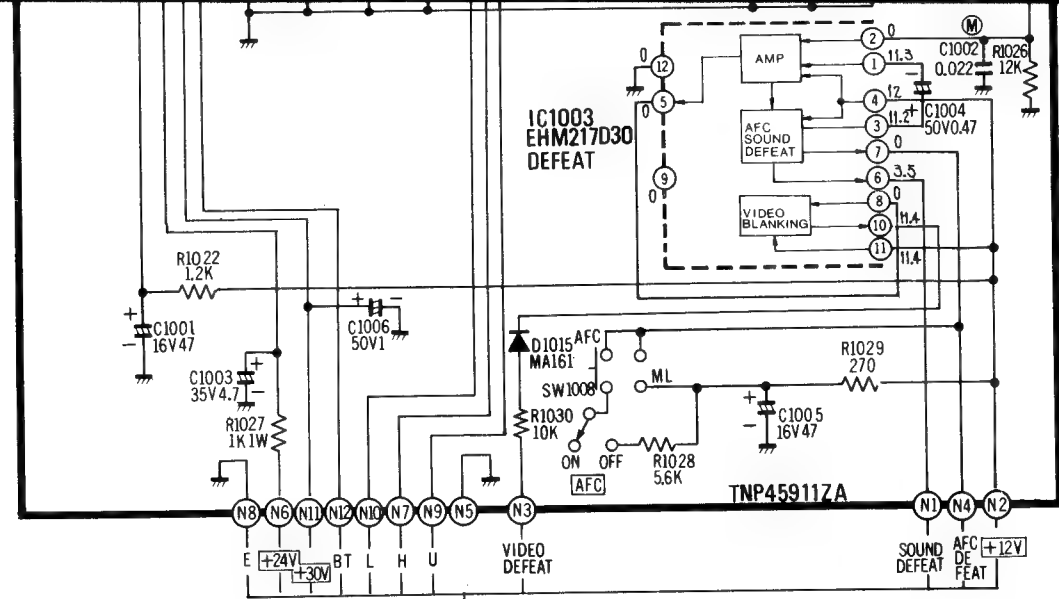 M
2
0
C1002
0.022
R1026
12K
AMP
1
11.3
-
0
12
5
0
4
12
+
C1004
50V0.47
IC1003
EHM217D30
DEFEAT
3
11.2
AFC
SOUND
DEFEAT
7
0
9
0
6
3.5
8
0
VIDEO
BLANKING
10
11.4
11
11.4
R1022
1.2K
+
C1001
16V47
-
+ -
C1006
50V1
D1015
MA161
AFC
R1029
270
C1003
35V4.7
+
-
SW1008
ML
R1027
1K1W
R1030
10K
+
C1005
16V47
-
ON OFF
R1028
5.6K
AFC
TNP45911ZA
N8 N6 N11 N12 N10 N7 N9 N5 N3 N1 N4 N2
E +24V +30V BT L H U
VIDEO
DEFEAT
SOUND
DEFEAT
AFC
DE
FEAT
+12V